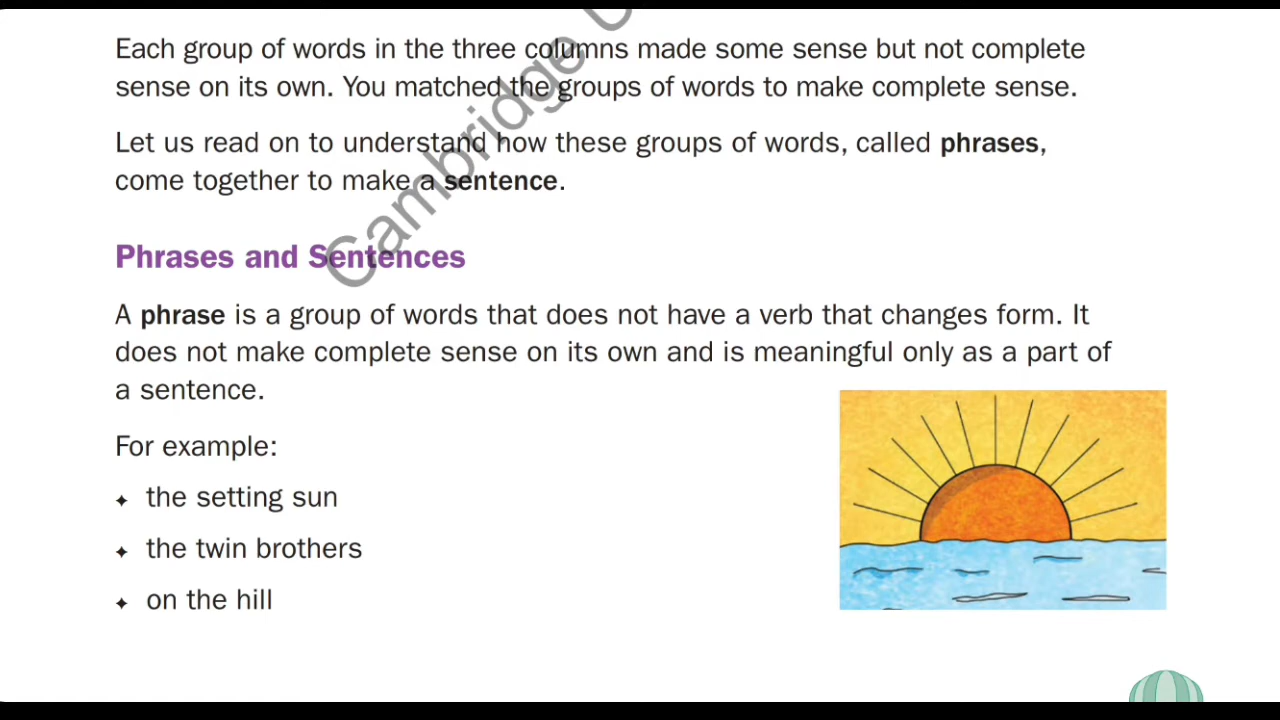 Each group of words in the three columns made some sense but not complete
sense on its own. You matched the groups of words to make complete sense.
Let us read on to understand how these groups of words, called phrases,
come together to make a sentence.
Phrases and Sentences
A phrase is a group of words that does not have a verb that changes form. It
does not make complete sense on its own and is meaningful only as a part of
a sentence.
For example:
✦ the setting sun
✦ the twin brothers
✦ on the hill
Cambridge